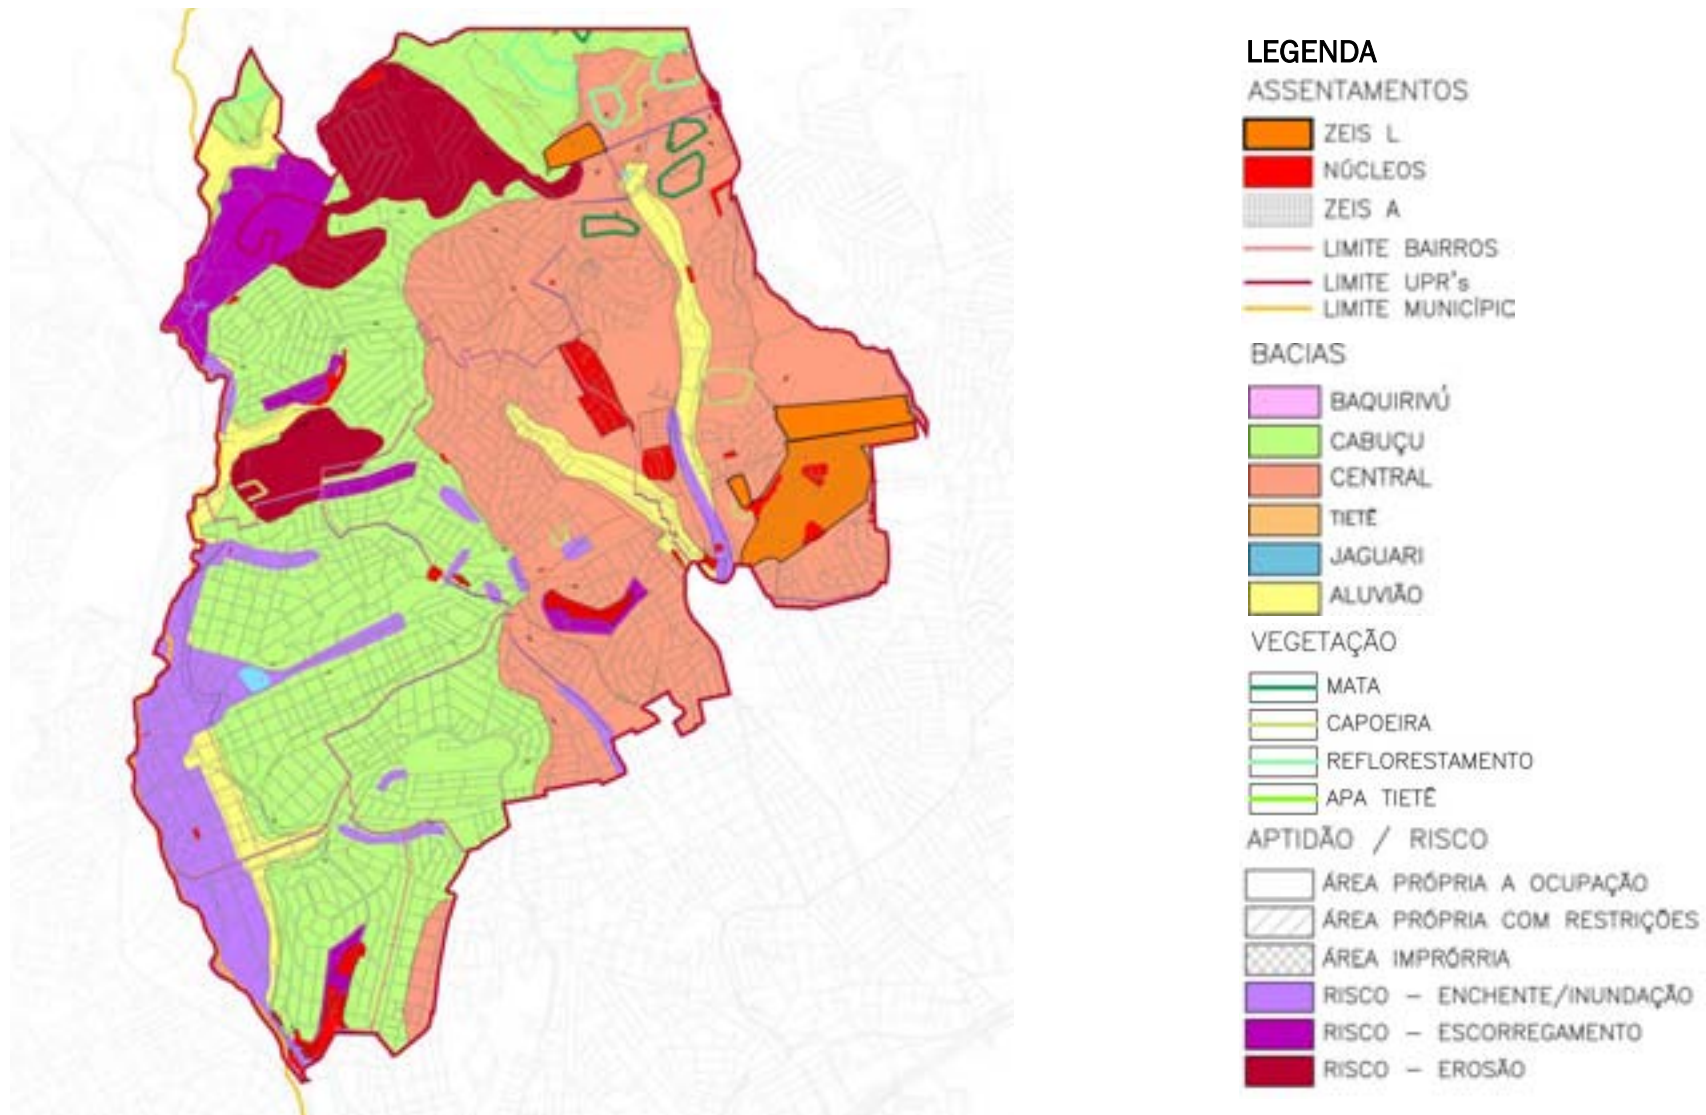 LEGENDA
ASSENTAMENTOS
ZEIS L
NÚCLEOS
ZEIS A
LIMITE BAIRROS
LIMITE UPR's
LIMITE MUNICÍPIO
BACIAS
BAQUIRIVÚ
CABUÇU
CENTRAL
TIETÊ
JAGUARI
ALUVIÃO
VEGETAÇÃO
MATA
CAPOEIRA
REFLORESTAMENTO
APA TIETÊ
APTIDÃO / RISCO
ÁREA PRÓPRIA A OCUPAÇÃO
ÁREA PRÓPRIA COM RESTRIÇÕES
ÁREA IMPRÓRRIA
RISCO – ENCHENTE/INUNDAÇÃO
RISCO – ESCORREGAMENTO
RISCO – EROSÃO